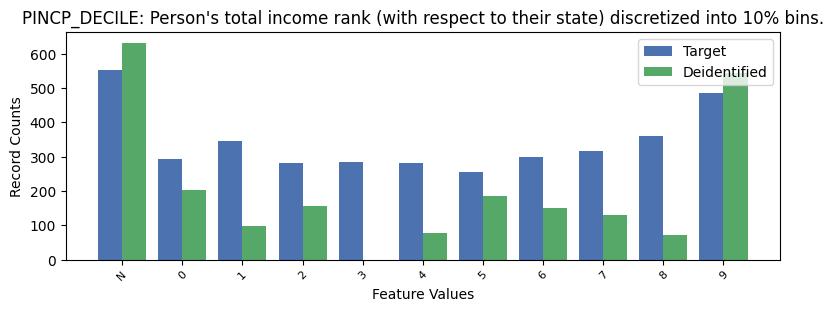 PINCP_DECILE: Person's total income rank (with respect to their state) discretized into 10% bins.
Target
Deidentified
Record Counts
600
500
400
300
200
100
0
N 0 1 2 3 4 5 6 7 8 9
Feature Values